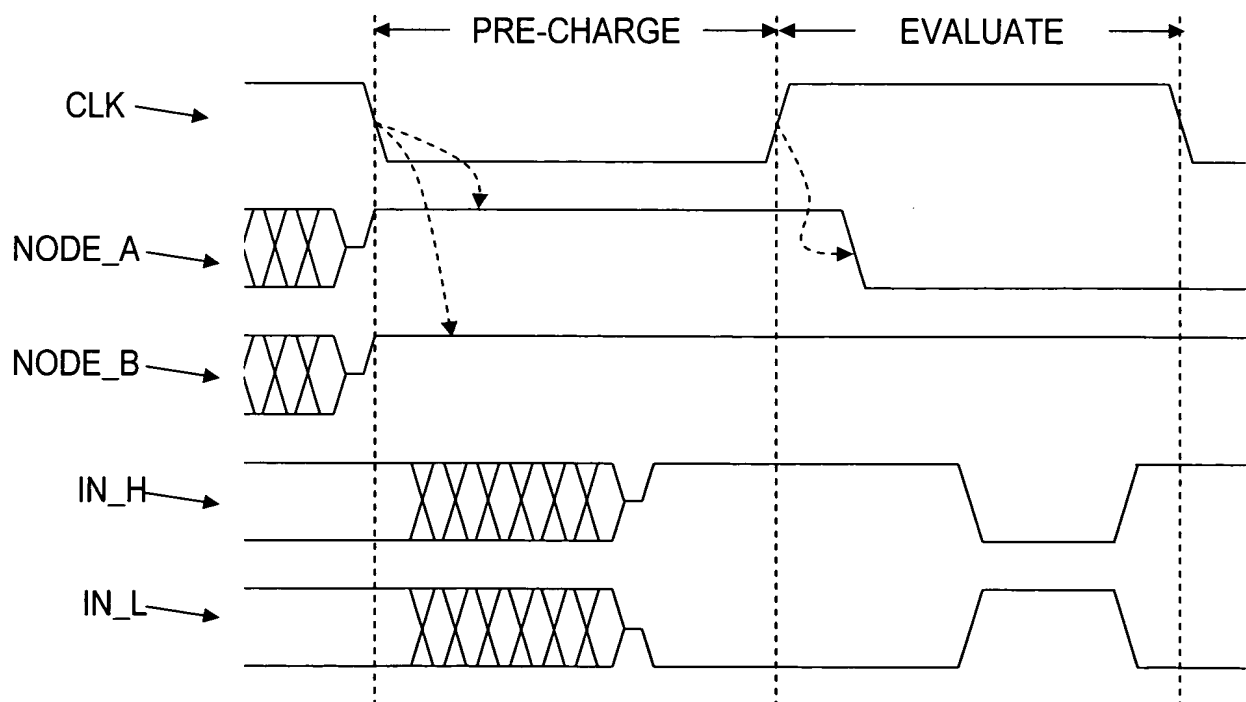 PRE-CHARGE EVALUATE
CLK
NODE_A
NODE_B
IN_H
IN_L